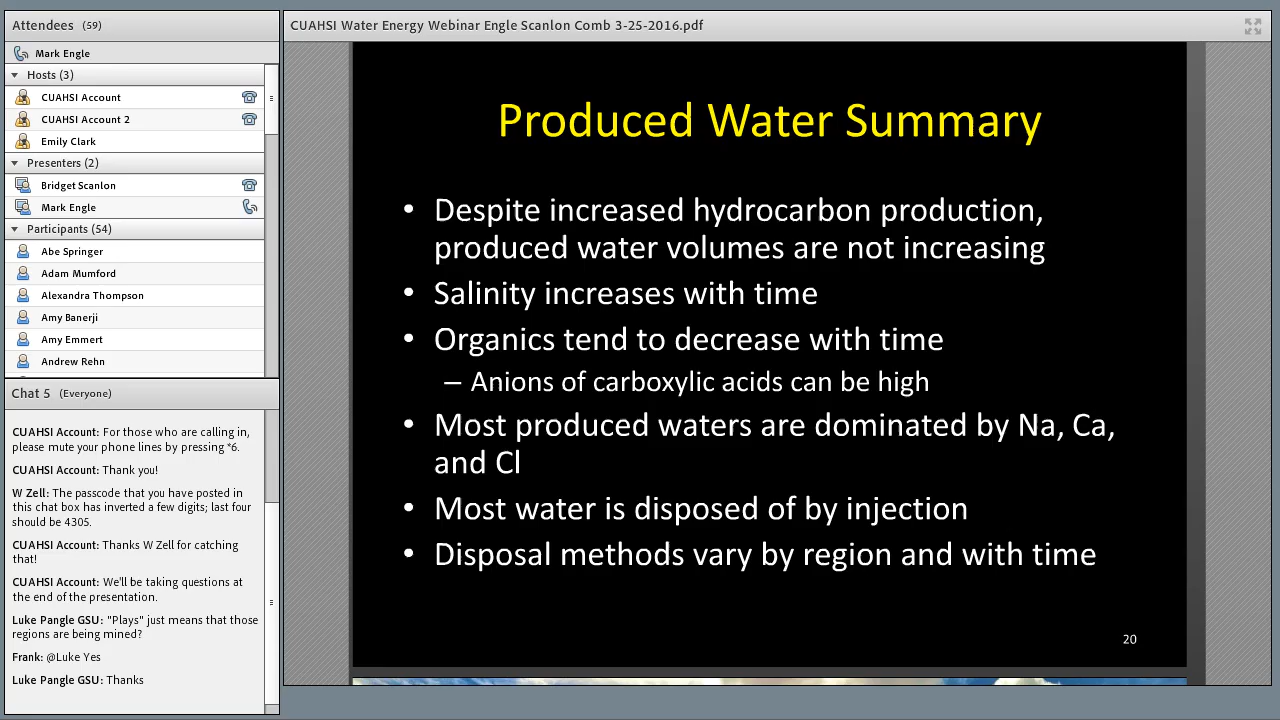 Attendees (59)
Mark Engle
Hosts (3)
CUAHSI Account
CUAHSI Account 2
Emily Clark
Presenters (2)
Bridget Scanlon
Mark Engle
Participants (54)
Abe Springer
Adam Mumford
Alexandra Thompson
Amy Banerji
Amy Emmert
Andrew Rehn
Chat 5 (Everyone)
CUAHSI Account: For those who are calling in,
please mute your phone lines by pressing *6.
CUAHSI Account: Thank you!
W Zell: The passcode that you have posted in
this chat box has inverted a few digits; last four
should be 4305.
CUAHSI Account: Thanks W Zell for catching
that!
CUAHSI Account: We'll be taking questions at
the end of the presentation.
Luke Pangle GSU: "Plays" just means that those
regions are being mined?
Frank: @Luke Yes
Luke Pangle GSU: Thanks
CUAHSI Water Energy Webinar Engle Scanlon Comb 3-25-2016.pdf
Produced Water Summary
• Despite increased hydrocarbon production,
produced water volumes are not increasing
• Salinity increases with time
• Organics tend to decrease with time
– Anions of carboxylic acids can be high
• Most produced waters are dominated by Na, Ca,
and Cl
• Most water is disposed of by injection
• Disposal methods vary by region and with time
20